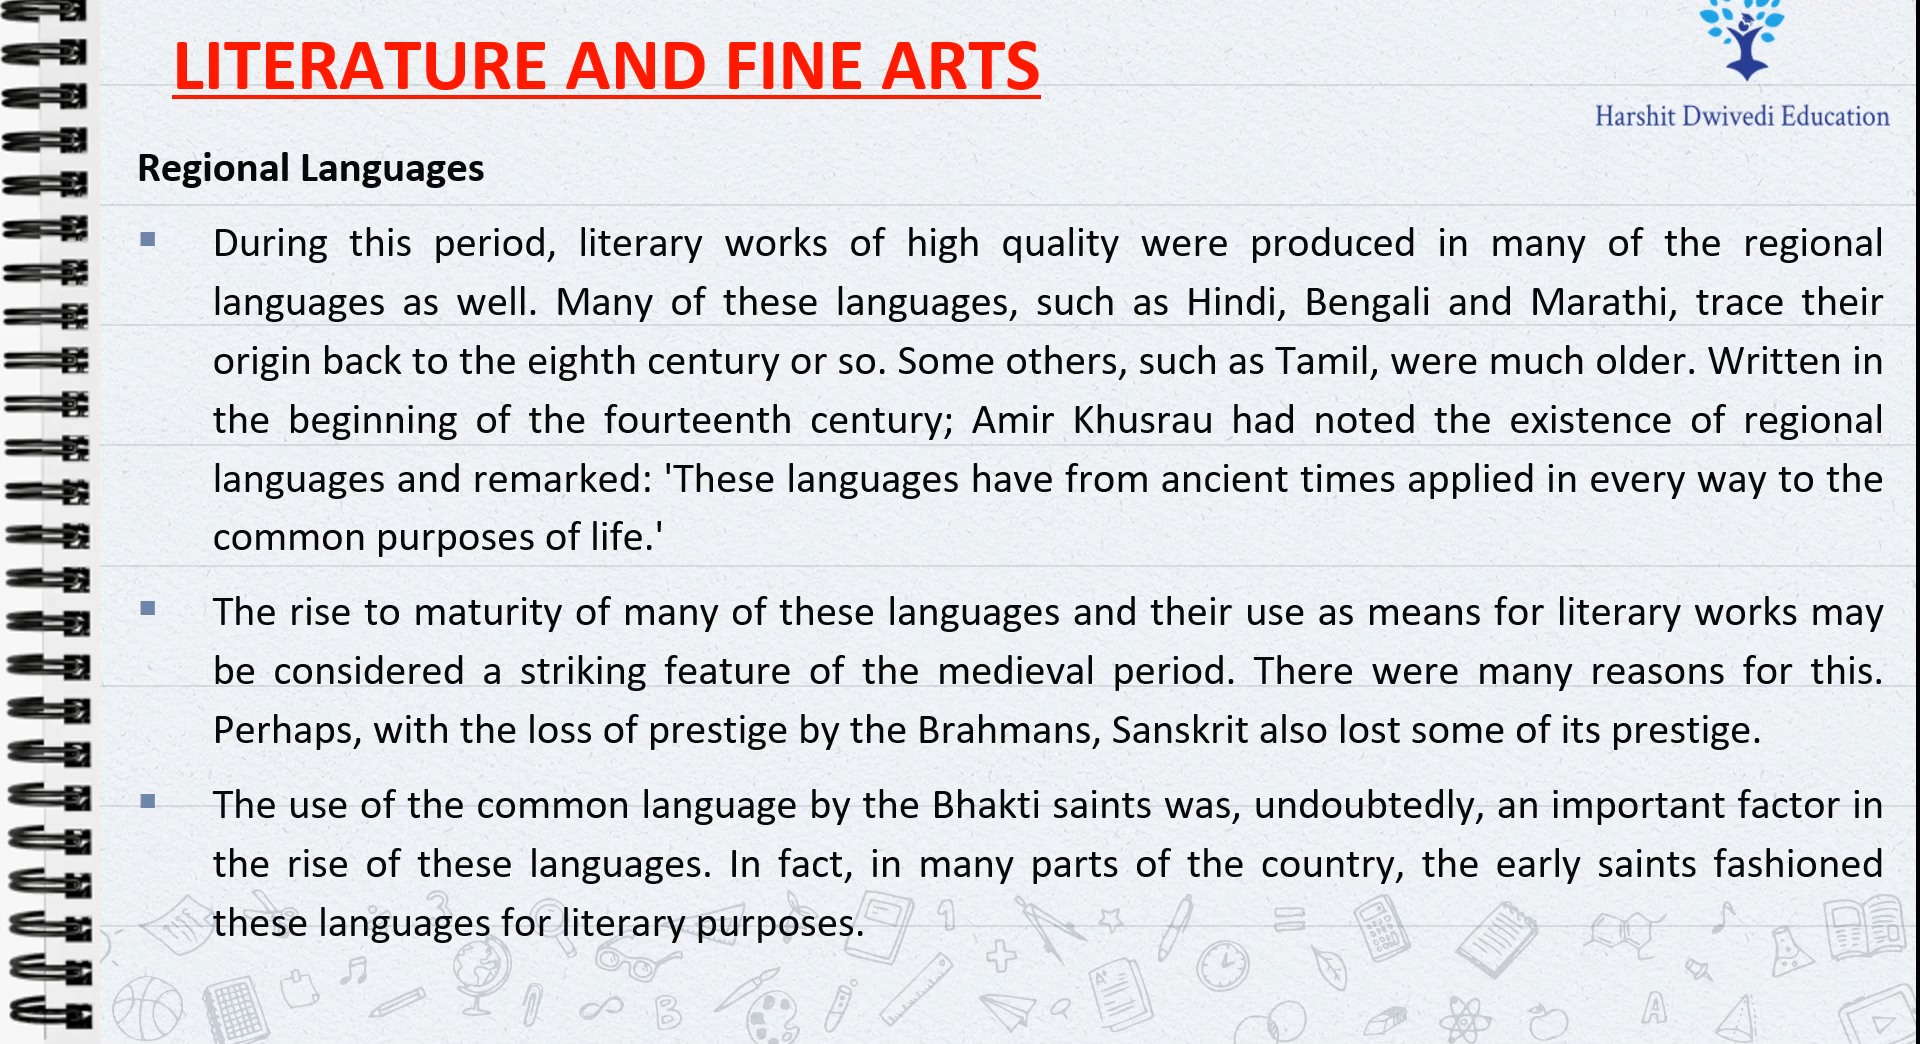 LITERATURE AND FINE ARTS
Harshit Dwivedi Education
Regional Languages
During this period, literary works of high quality were produced in many of the regional
languages as well. Many of these languages, such as Hindi, Bengali and Marathi, trace their
origin back to the eighth century or so. Some others, such as Tamil, were much older. Written in
the beginning of the fourteenth century; Amir Khusrau had noted the existence of regional
languages and remarked: 'These languages have from ancient times applied in every way to the
common purposes of life.'
The rise to maturity of many of these languages and their use as means for literary works may
be considered a striking feature of the medieval period. There were many reasons for this.
Perhaps, with the loss of prestige by the Brahmans, Sanskrit also lost some of its prestige.
The use of the common language by the Bhakti saints was, undoubtedly, an important factor in
the rise of these languages. In fact, in many parts of the country, the early saints fashioned
these languages for literary purposes.